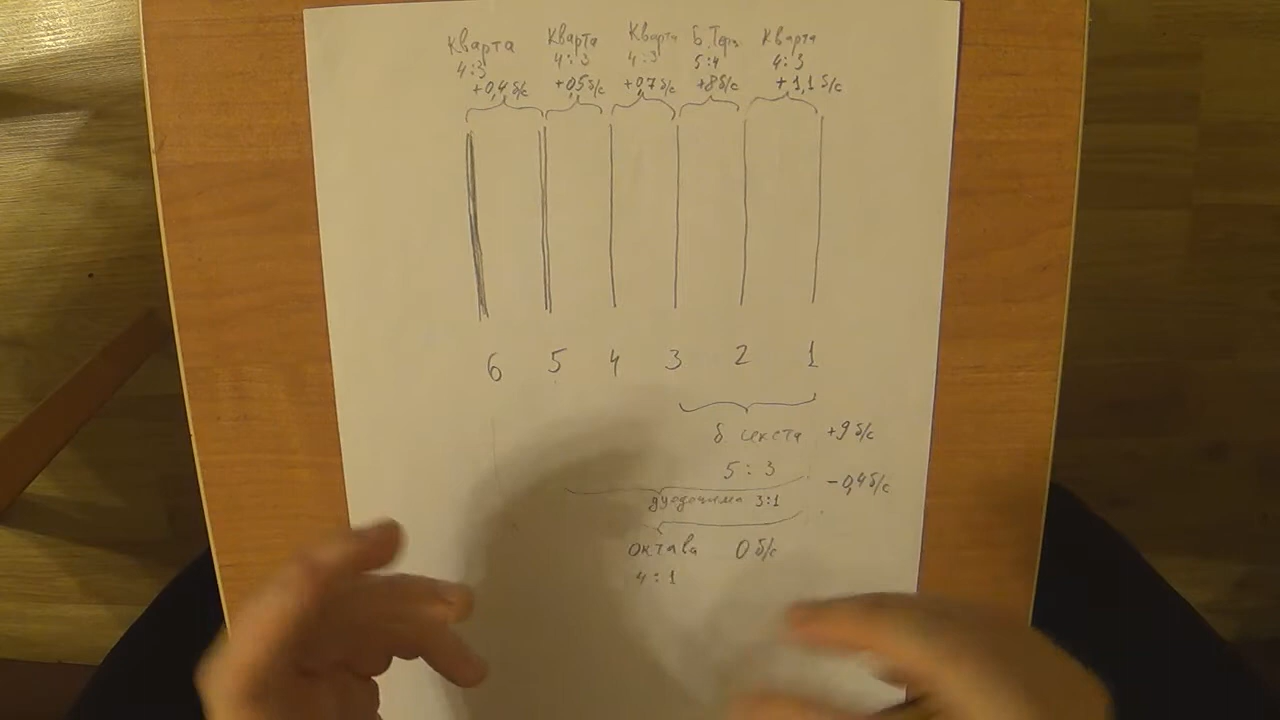 Кварта Кварта Кварта Б. Терц Кварта
4:3 4:3 4:3 5:4 4:3
+0,4 б/с +0,5 б/с +0,7 б/с +8 б/с +1,1 б/с
6 5 4 3 2 1
б. секста +9 б/с
5:3
-0,4 б/с
дуодецима 3:1
октава 0 б/с
4:1